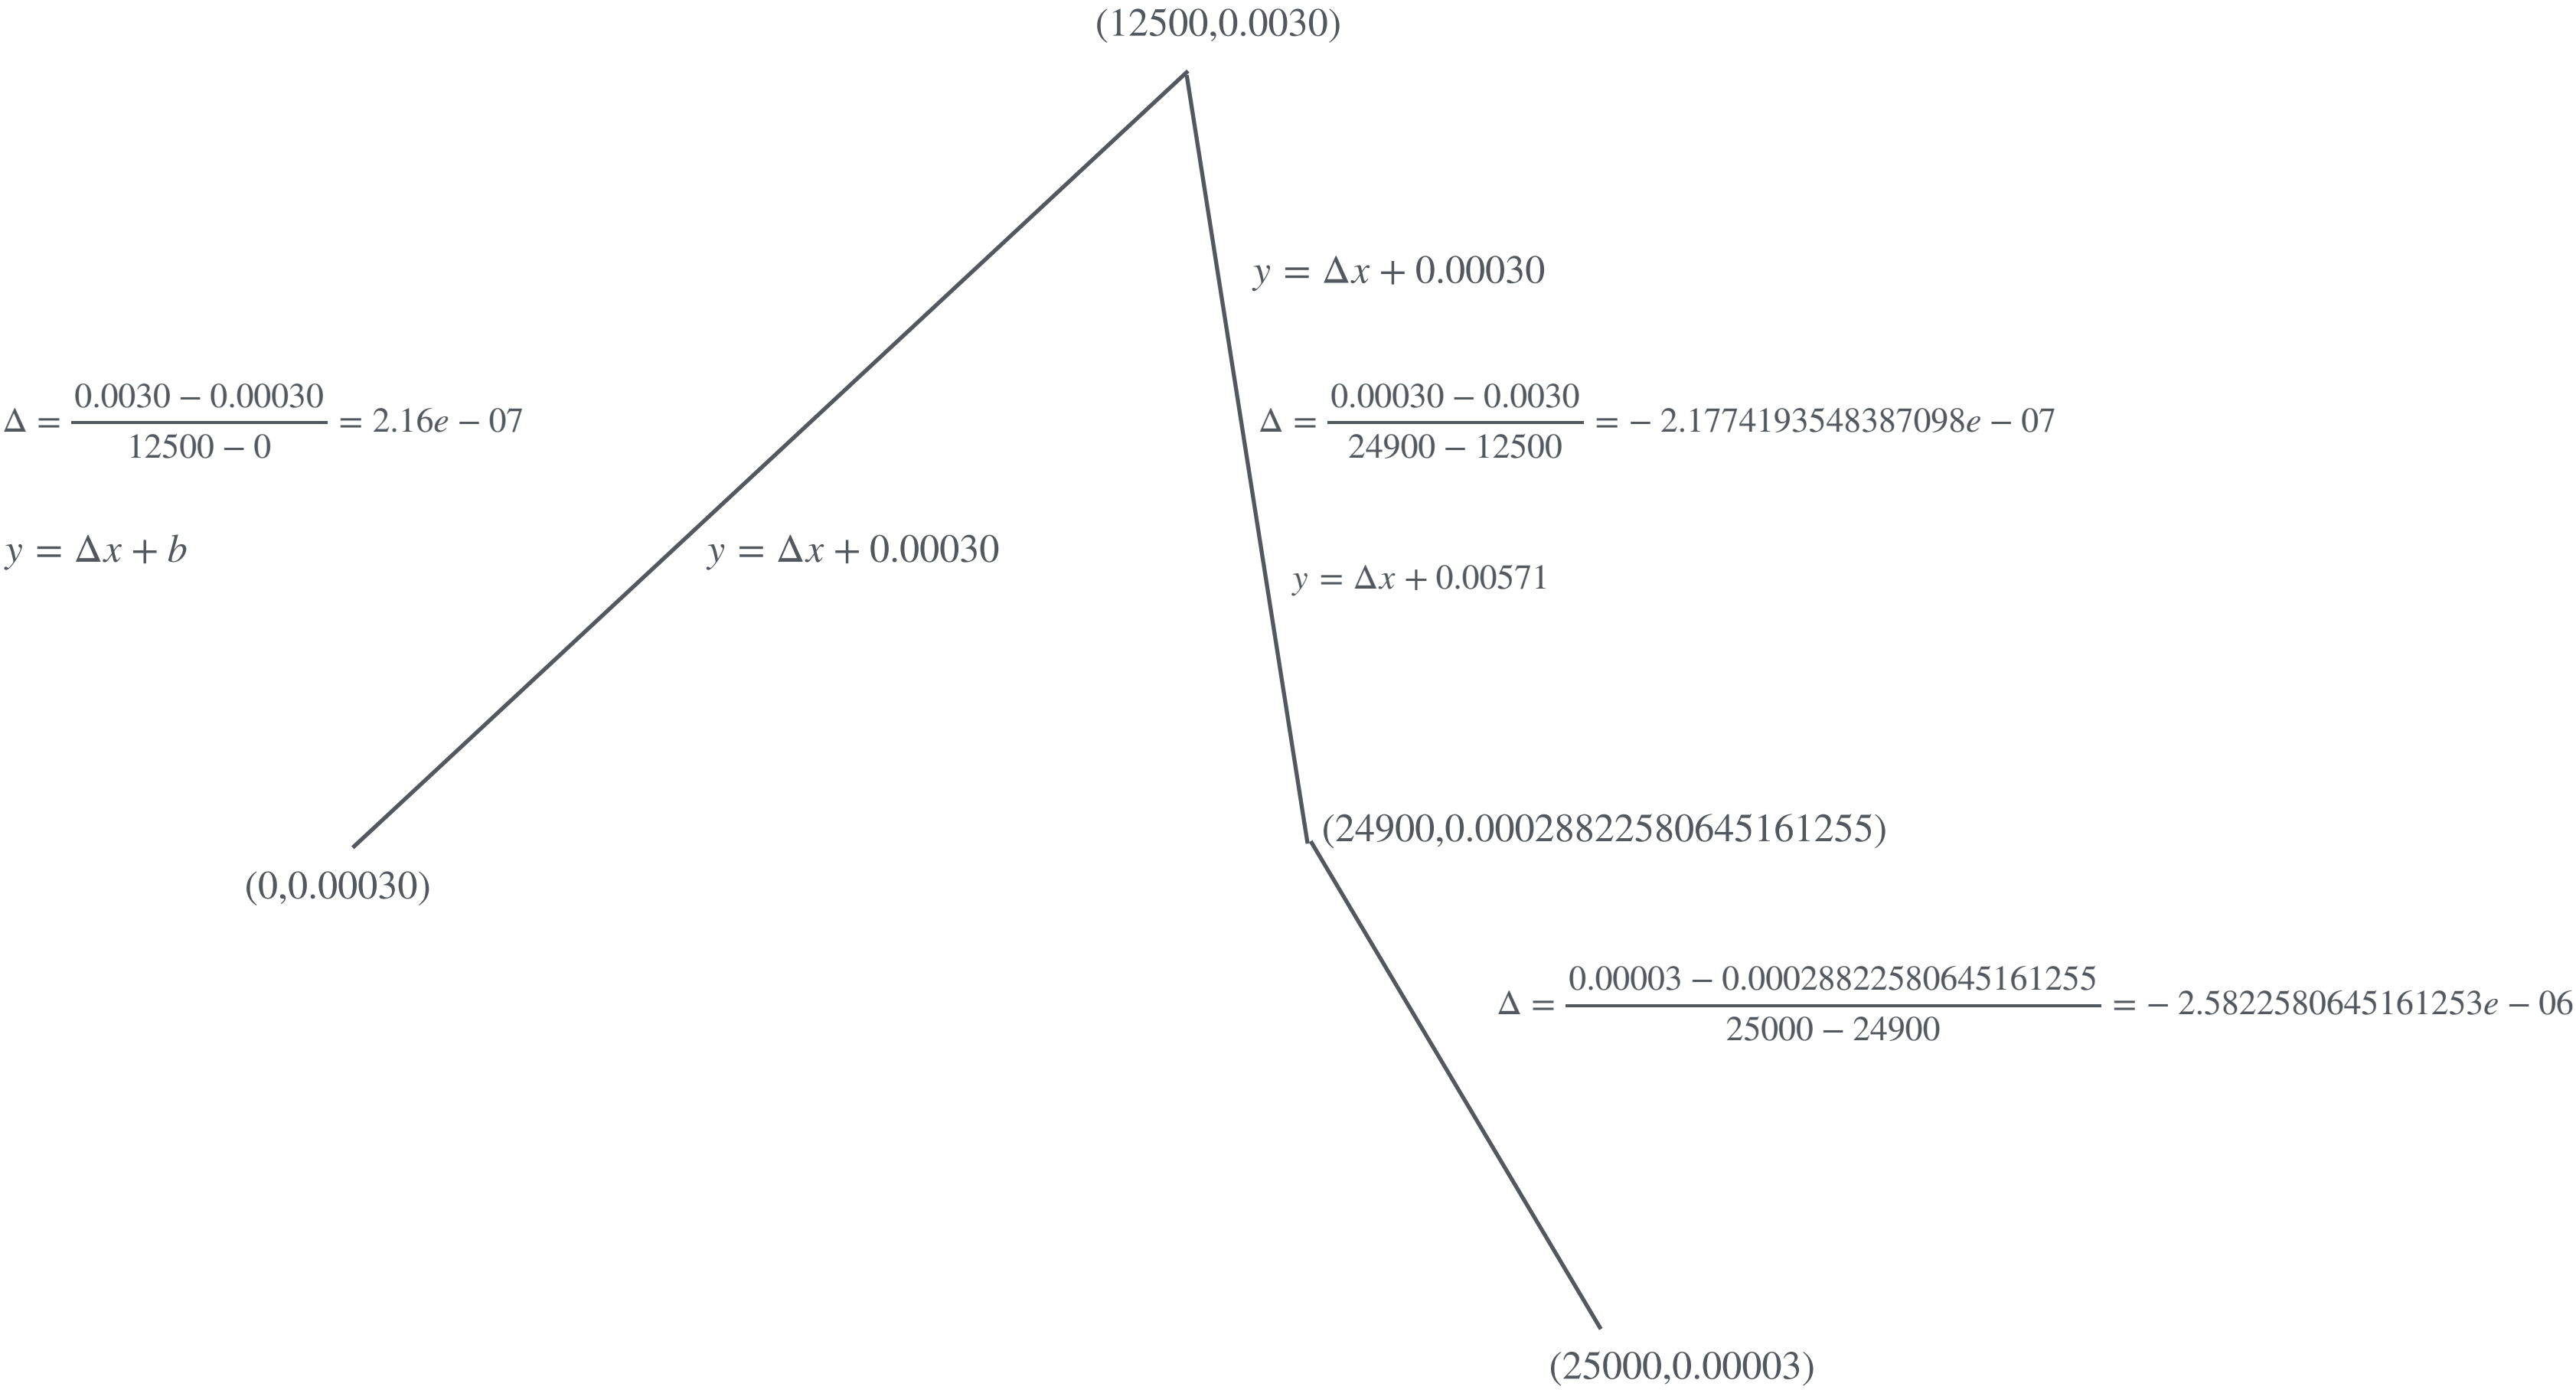 (12500,0.0030)
y = Δx + 0.00030
Δ = (0.0030 − 0.00030)/(12500 − 0) = 2.16e − 07
Δ = (0.00030 − 0.0030)/(24900 − 12500) = − 2.1774193548387098e − 07
y = Δx + b
y = Δx + 0.00030
y = Δx + 0.00571
(24900,0.00028822580645161255)
(0,0.00030)
Δ = (0.00003 − 0.00028822580645161255)/(25000 − 24900) = − 2.5822580645161253e − 06
(25000,0.00003)